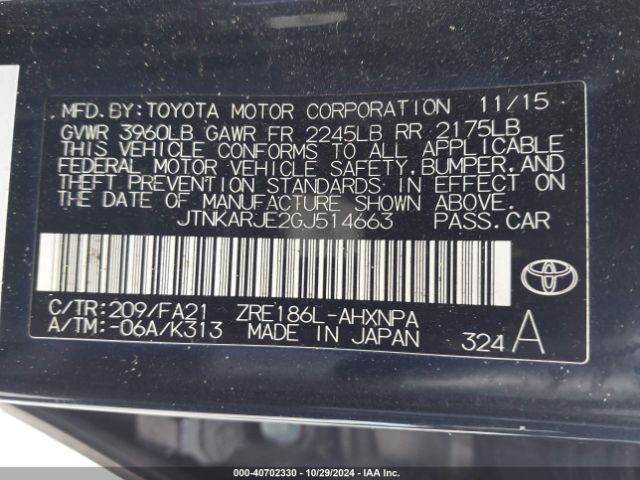 MFD. BY: TOYOTA MOTOR CORPORATION 11/15
GVWR 3960LB GAWR FR 2245LB RR 2175LB
THIS VEHICLE CONFORMS TO ALL APPLICABLE
FEDERAL MOTOR VEHICLE SAFETY, BUMPER, AND
THEFT PREVENTION STANDARDS IN EFFECT ON
THE DATE OF MANUFACTURE SHOWN ABOVE.
JTNKARJE2GJ514663 PASS. CAR
C/TR: 209/FA21 ZRE186L-AHXNPA
A/TM: -06A/K313 MADE IN JAPAN 324 A
000-40702330 - 10/29/2024 - IAA Inc.